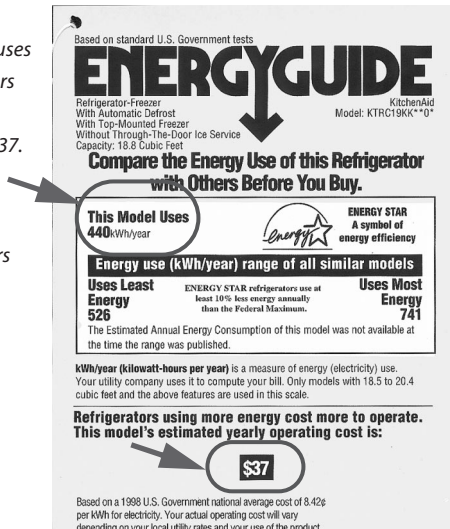 uses
rs
37.
rs
Based on standard U.S. Government tests
ENERGYGUIDE
Refrigerator-Freezer
With Automatic Defrost
With Top-Mounted Freezer
Without Through-The-Door Ice Service
Capacity: 18.8 Cubic Feet
KitchenAid
Model: KTRC19KK**0*
Compare the Energy Use of this Refrigerator
with Others Before You Buy.
This Model Uses
440kWh/year
energy
ENERGY STAR
A symbol of
energy efficiency
Energy use (kWh/year) range of all similar models
Uses Least
Energy
526
ENERGY STAR refrigerators use at
least 10% less energy annually
than the Federal Maximum.
Uses Most
Energy
741
The Estimated Annual Energy Consumption of this model was not available at
the time the range was published.
kWh/year (kilowatt-hours per year) is a measure of energy (electricity) use.
Your utility company uses it to compute your bill. Only models with 18.5 to 20.4
cubic feet and the above features are used in this scale.
Refrigerators using more energy cost more to operate.
This model's estimated yearly operating cost is:
$37
Based on a 1998 U.S. Government national average cost of 8.42¢
per kWh for electricity. Your actual operating cost will vary
depending on your local utility rates and your use of the product.